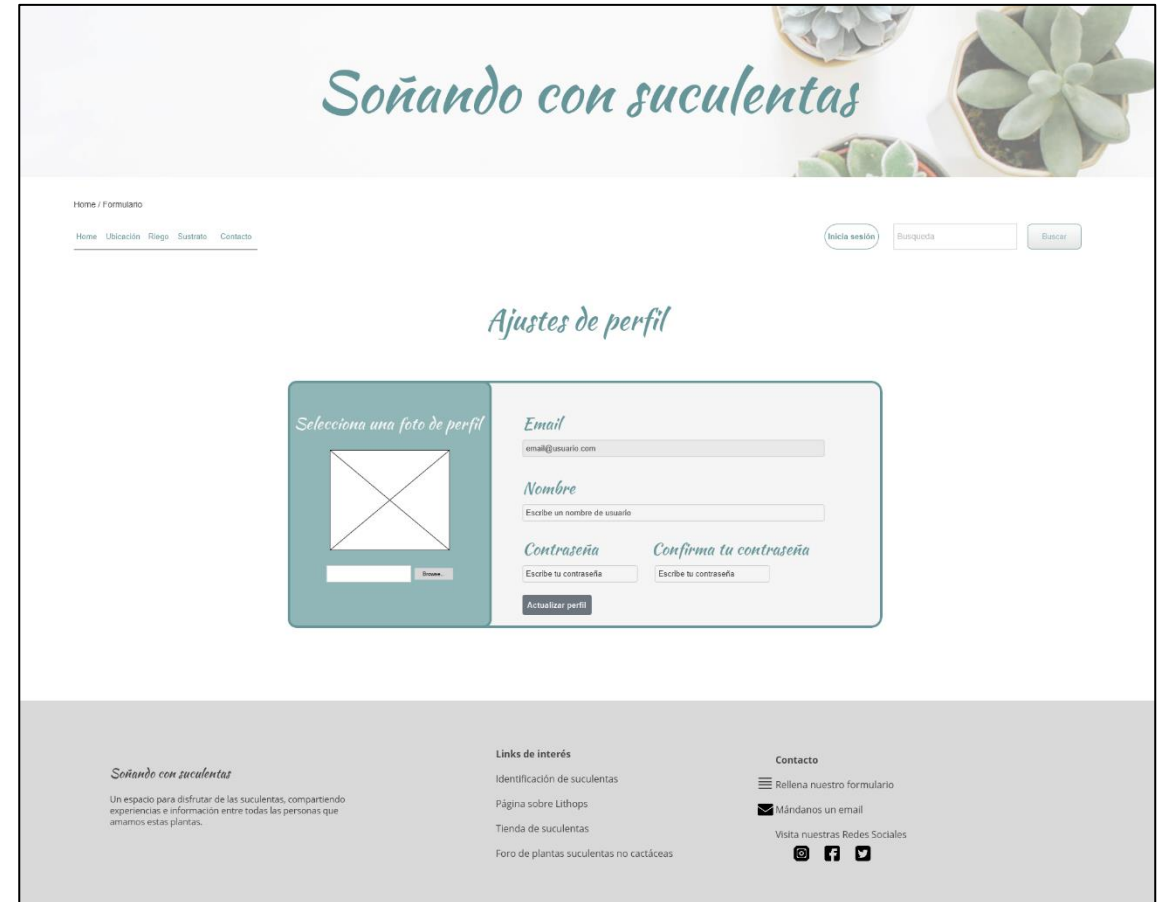 Soñando con suculentas
Home / Formulario
Home Ubicación Riego Sustrato Contacto
Inicia sesión
Busqueda
Buscar
Ajustes de perfil
Selecciona una foto de perfil
Browse...
Email
email@usuario.com
Nombre
Escribe un nombre de usuario
Contraseña Confirma tu contraseña
Escribe tu contraseña Escribe tu contraseña
Actualizar perfil
Soñando con suculentas
Un espacio para disfrutar de las suculentas, compartiendo
experiencias e información entre todas las personas que
amamos estas plantas.
Links de interés
Identificación de suculentas
Página sobre Lithops
Tienda de suculentas
Foro de plantas suculentas no cactáceas
Contacto
Rellena nuestro formulario
Mándanos un email
Visita nuestras Redes Sociales